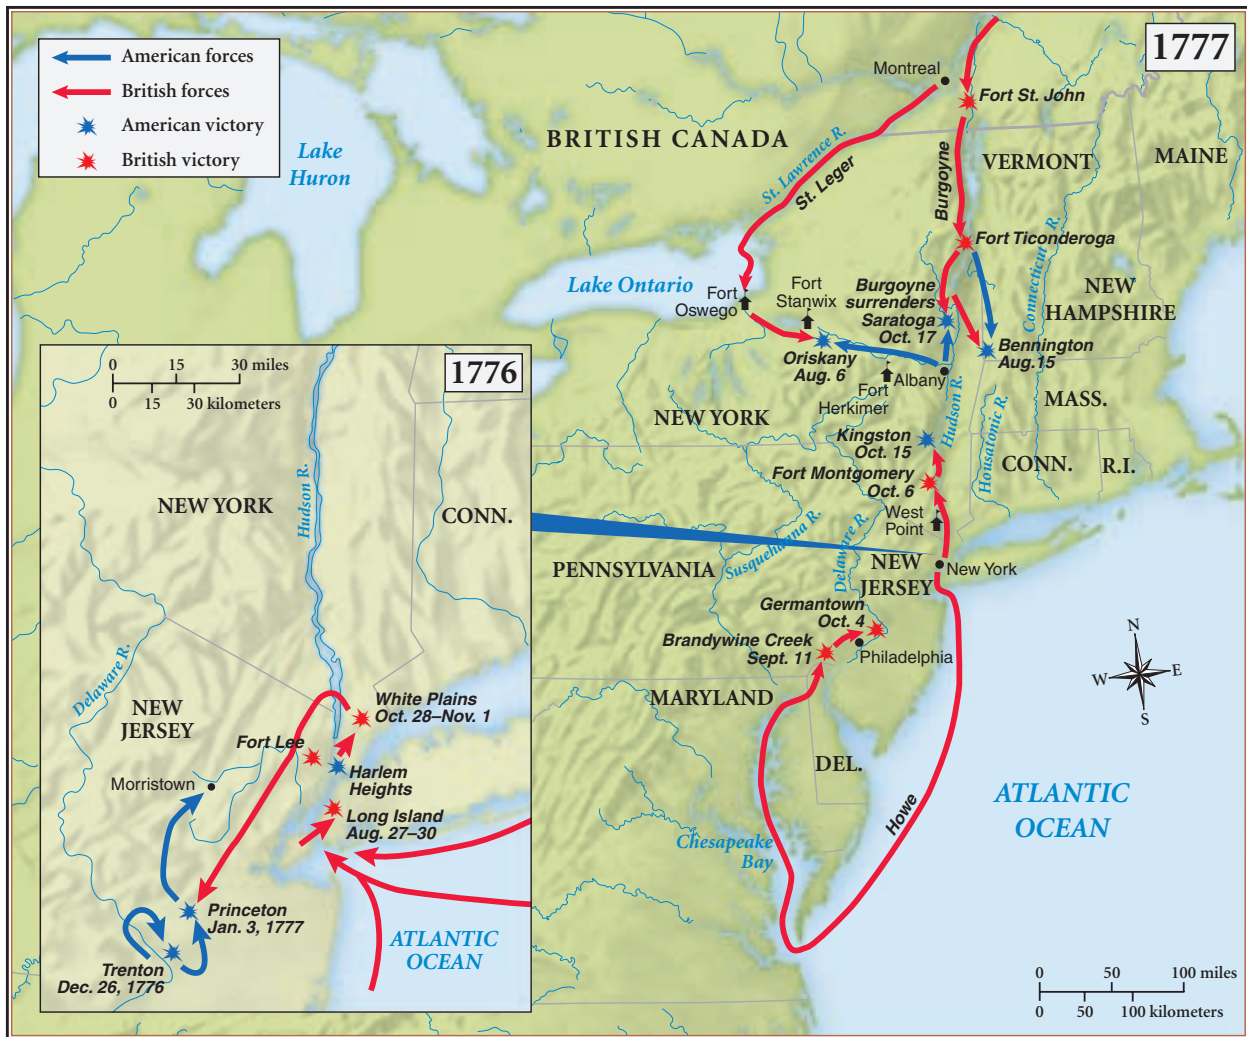 American forces
British forces
American victory
British victory
1777
Montreal
Fort St. John
BRITISH CANADA
Lake
Huron
St. Lawrence R.
St. Leger
Burgoyne
VERMONT
MAINE
Fort Ticonderoga
Connecticut R.
Lake Ontario
Fort
Oswego
Fort
Stanwix
Burgoyne
surrenders
Saratoga
Oct. 17
NEW
HAMPSHIRE
Bennington
Aug.15
Oriskany
Aug. 6
Fort
Herkimer
Albany
Hudson R.
Housatonic R.
MASS.
NEW YORK
Kingston
Oct. 15
CONN.
R.I.
Fort Montgomery
Oct. 6
West
Point
Susquehanna R.
Delaware R.
PENNSYLVANIA
NEW
JERSEY
New York
Germantown
Oct. 4
Brandywine Creek
Sept. 11
Philadelphia
MARYLAND
DEL.
Howe
Chesapeake
Bay
ATLANTIC
OCEAN
N
W
E
S
0 50 100 miles
0 50 100 kilometers
1776
0 15 30 miles
0 15 30 kilometers
NEW YORK
Hudson R.
CONN.
Delaware R.
NEW
JERSEY
White Plains
Oct. 28–Nov. 1
Fort Lee
Harlem
Heights
Morristown
Long Island
Aug. 27–30
Princeton
Jan. 3, 1777
Trenton
Dec. 26, 1776
ATLANTIC
OCEAN